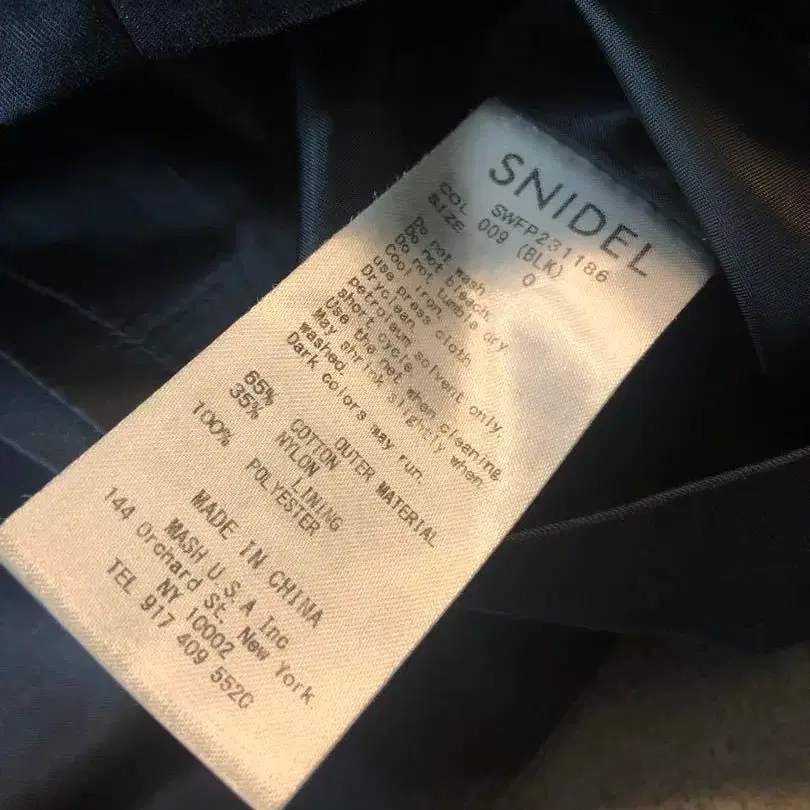 SNIDEL
SWFP231186
COL 009 (BLK)
SIZE 0
Do not wash.
Do not bleach.
Do not tumble dry.
Cool iron.
use press cloth
Dryclean.
petroleum solvent only.
short cycle.
Use the net when cleaning
May shrink slightly when
washed.
Dark colors may run.
OUTER MATERIAL
65% COTTON
35% NYLON
LINING
100% POLYESTER
MADE IN CHINA
MASH U.S.A Inc
144 Orchard St. New York
NY 10002
TEL 917 409 5520